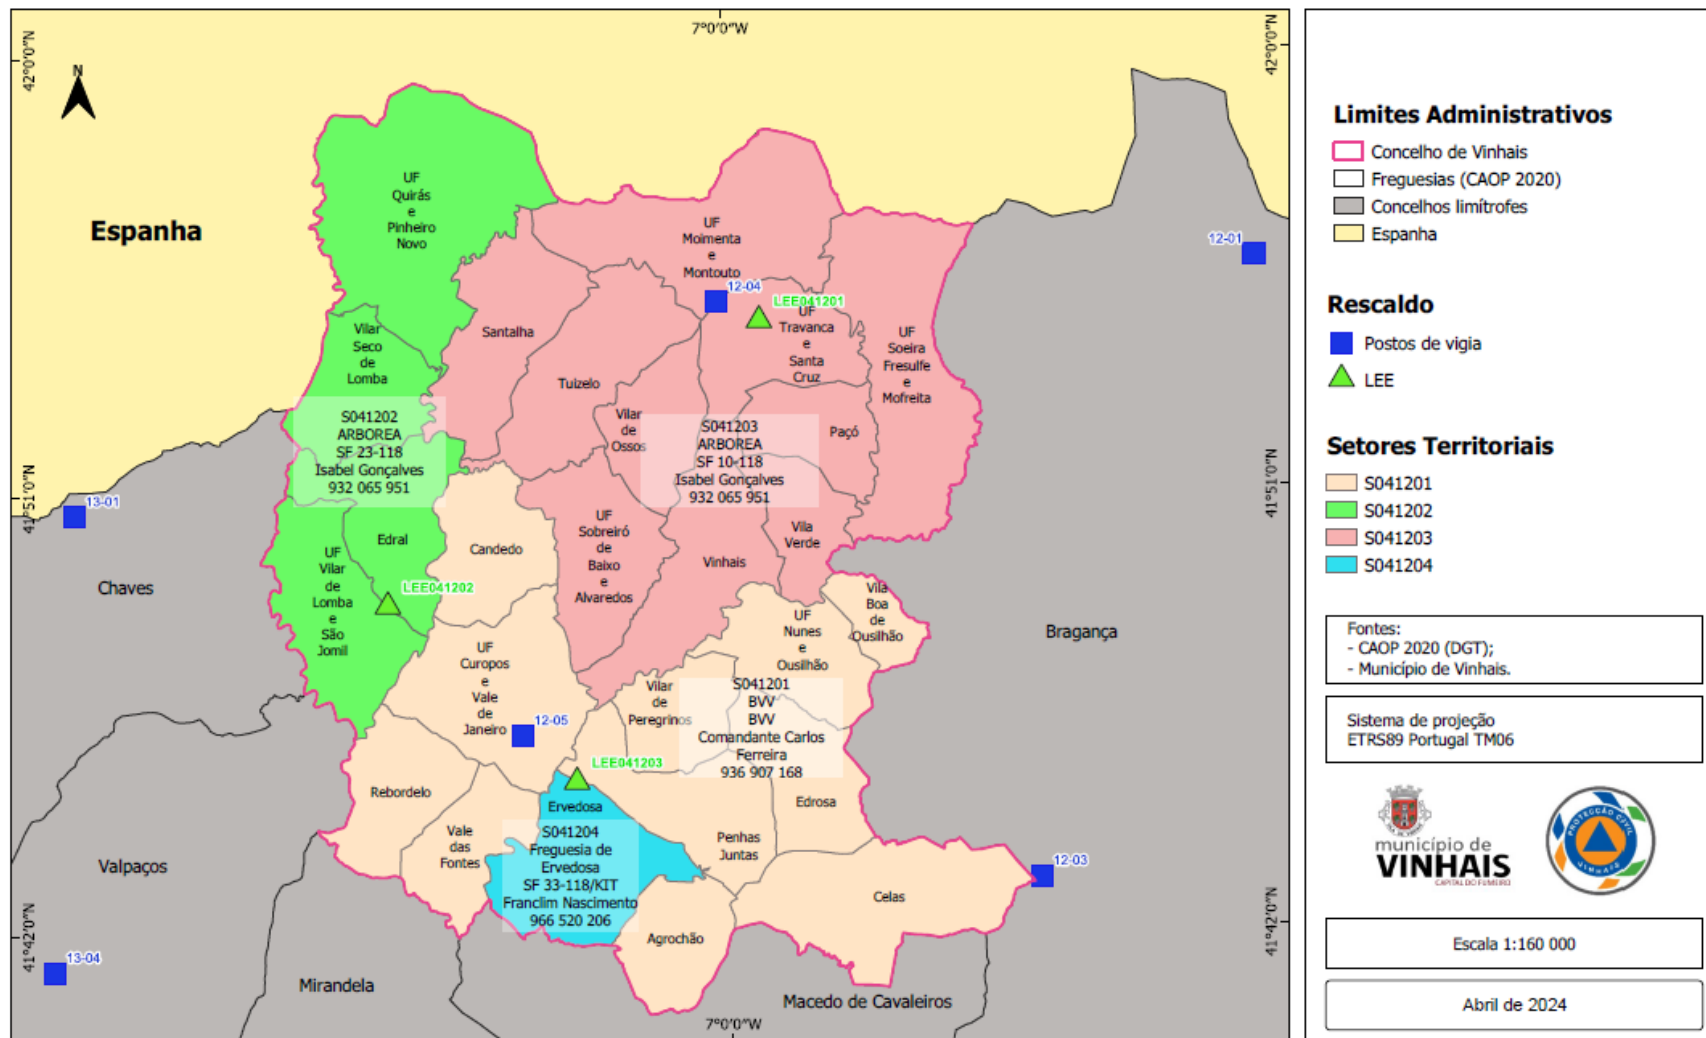 7°0'0"W
42°0'0"N
42°0'0"N
N
Espanha
UF
Quirás
e
Pinheiro
Novo
UF
Moimenta
e
Montouto
12-01
12-04
LEE041201
UF
Travanca
e
Santa
Cruz
Santalha
Vilar
Seco
de
Lomba
UF
Soeira
Fresulfe
e
Mofreita
Tuizelo
Vilar
de
Ossos
Paçó
S041202
ARBOREA
SF 23-118
Isabel Gonçalves
932 065 951
S041203
ARBOREA
SF 10-118
Isabel Gonçalves
932 065 951
41°51'0"N
41°51'0"N
13-01
Edral
Candedo
UF
Sobreiró
de
Baixo
e
Alvaredos
Vila
Verde
Vinhais
UF
Vilar
de
Lomba
e
São
Jomil
LEE041202
Chaves
Vila
Boa
de
Ousilhão
UF
Nunes
e
Ousilhão
Bragança
UF
Curopos
e
Vale
de
Janeiro
Vilar
de
Peregrinos
S041201
BVV
BVV
Comandante Carlos
Ferreira
936 907 168
12-05
LEE041203
Rebordelo
Ervedosa
Edrosa
Vale
das
Fontes
S041204
Freguesia de
Ervedosa
SF 33-118/KIT
Franclim Nascimento
966 520 206
Penhas
Juntas
12-03
Valpaços
Celas
Agrochão
41°42'0"N
41°42'0"N
13-04
Mirandela
Macedo de Cavaleiros
7°0'0"W
Limites Administrativos
Concelho de Vinhais
Freguesias (CAOP 2020)
Concelhos limítrofes
Espanha
Rescaldo
Postos de vigia
LEE
Setores Territoriais
S041201
S041202
S041203
S041204
Fontes:
- CAOP 2020 (DGT);
- Município de Vinhais.
Sistema de projeção
ETRS89 Portugal TM06
município de
VINHAIS
CAPITAL DO FUMEIRO
PROTECÇÃO CIVIL
VINHAIS
Escala 1:160 000
Abril de 2024